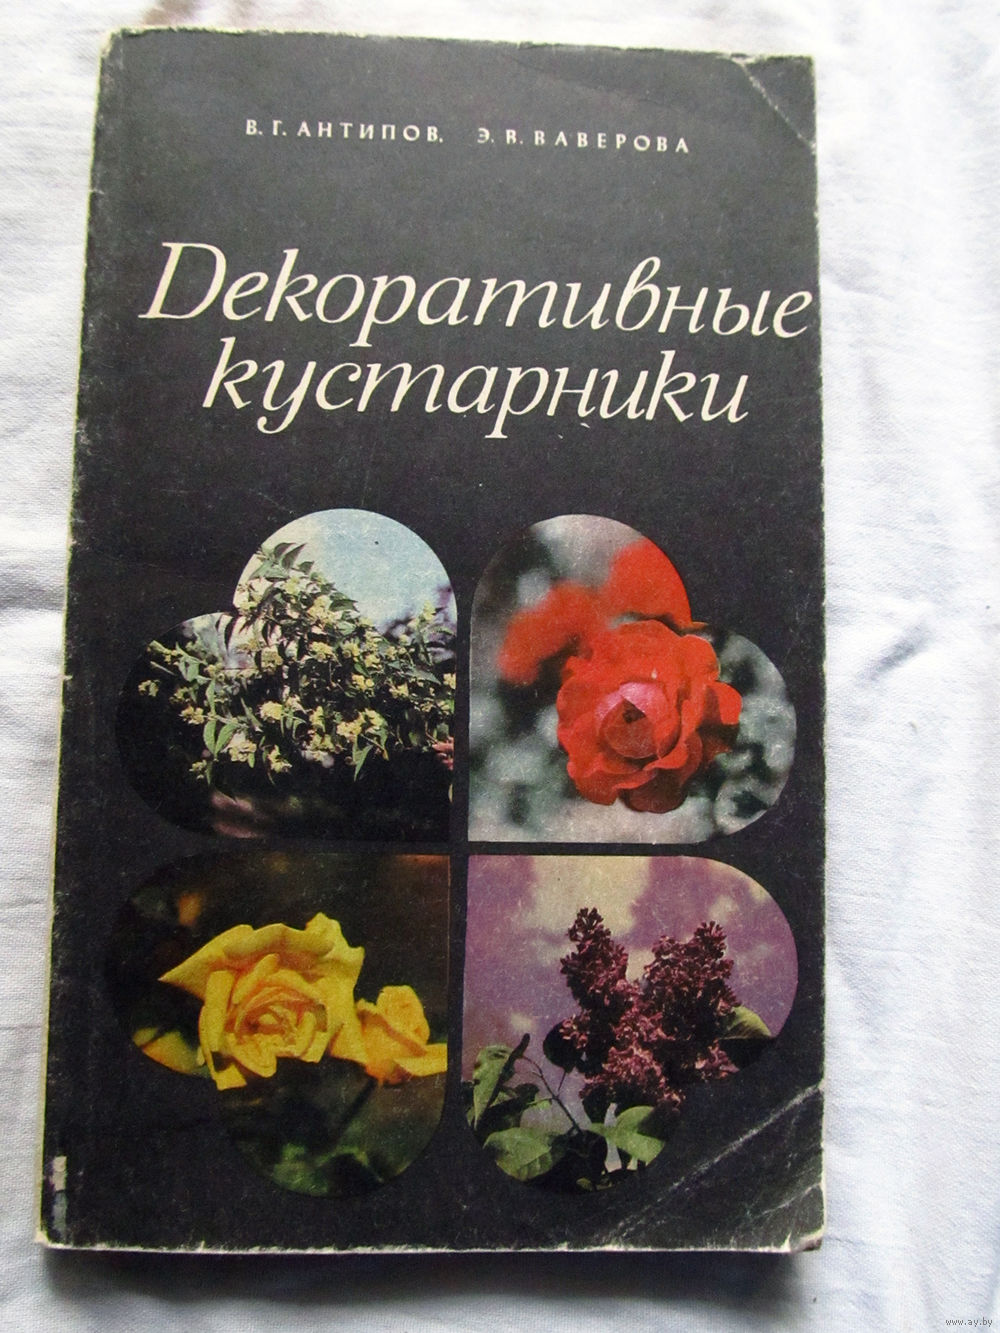 В. Г. АНТИПОВ, Э. В. ВАВЕРОВА
Декоративные
кустарники
www.ay.by